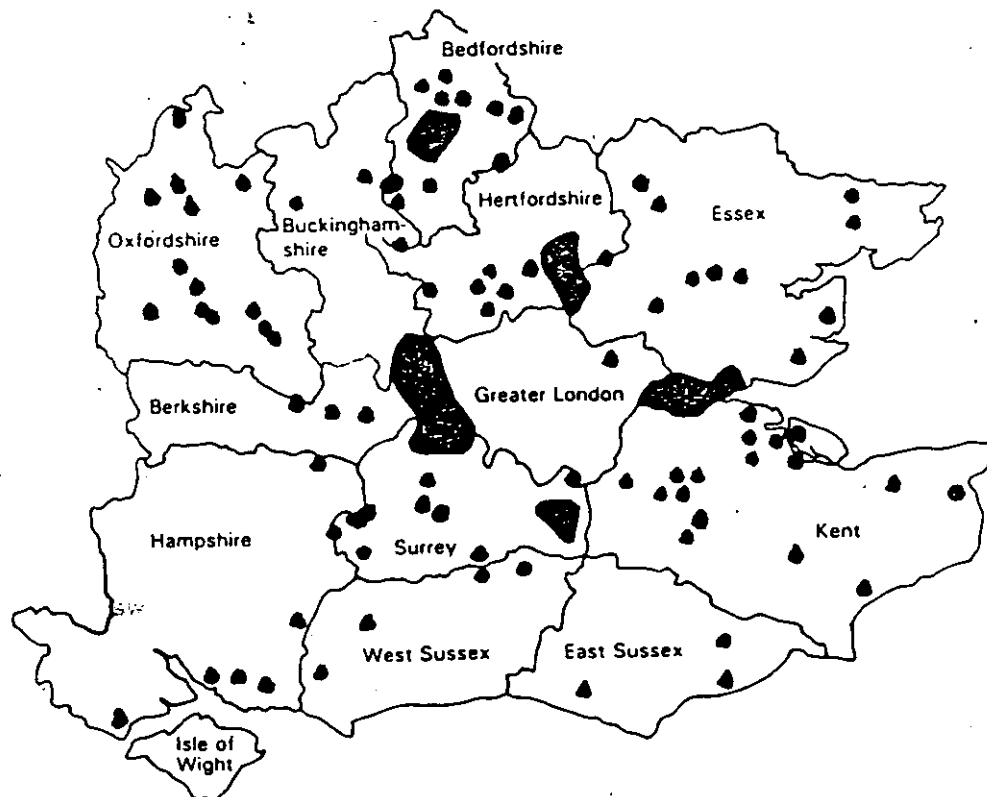 Bedfordshire
Hertfordshire
Essex
Buckingham-
shire
Oxfordshire
Greater London
Berkshire
Hampshire
Surrey
Kent
West Sussex
East Sussex
Isle of
Wight